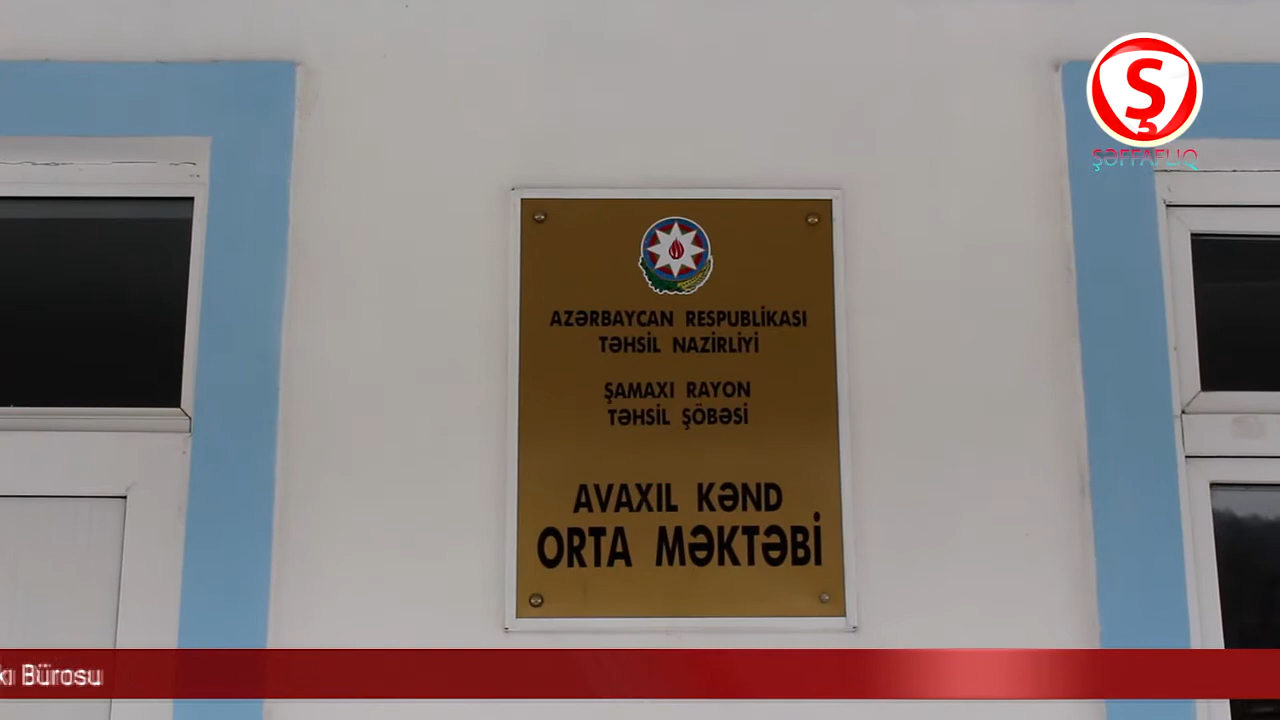 Ş
ŞƏFFAFLIQ
AZƏRBAYCAN RESPUBLİKASI
TƏHSİL NAZİRLİYİ
ŞAMAXI RAYON
TƏHSİL ŞÖBƏSİ
AVAXIL KƏND
ORTA MƏKTƏBİ
Bürosu